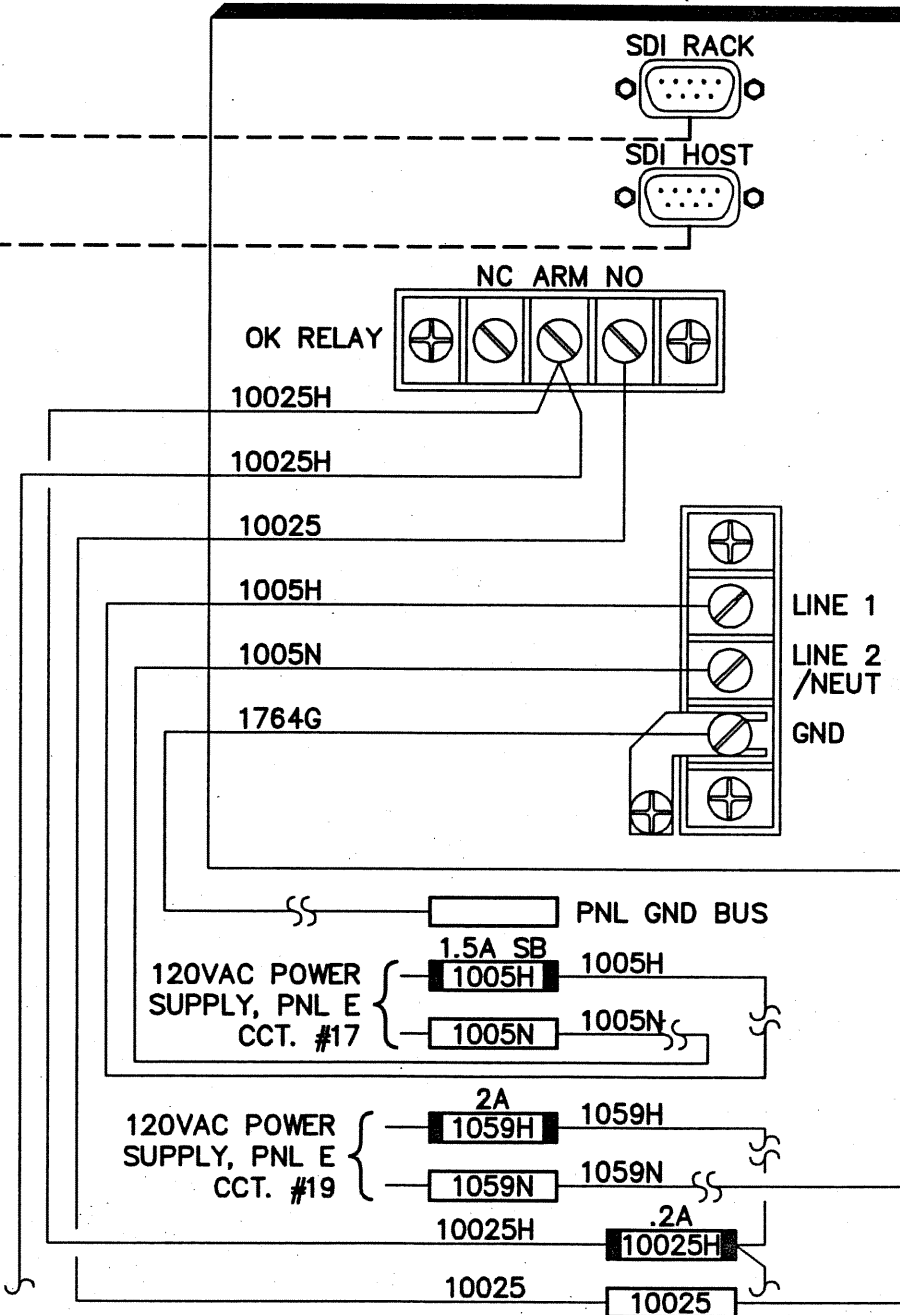 SDI RACK
SDI HOST
NC ARM NO
OK RELAY
10025H
10025H
10025
1005H
LINE 1
1005N
LINE 2
/NEUT
1764G
GND
PNL GND BUS
1.5A SB
120VAC POWER
SUPPLY, PNL E
CCT. #17
1005H
1005H
1005N
1005N
2A
120VAC POWER
SUPPLY, PNL E
CCT. #19
1059H
1059H
1059N
1059N
.2A
10025H
10025H
10025
10025